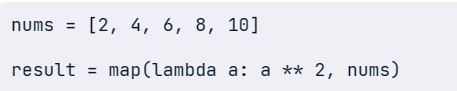 nums = [2, 4, 6, 8, 10]
result = map(lambda a: a ** 2, nums)